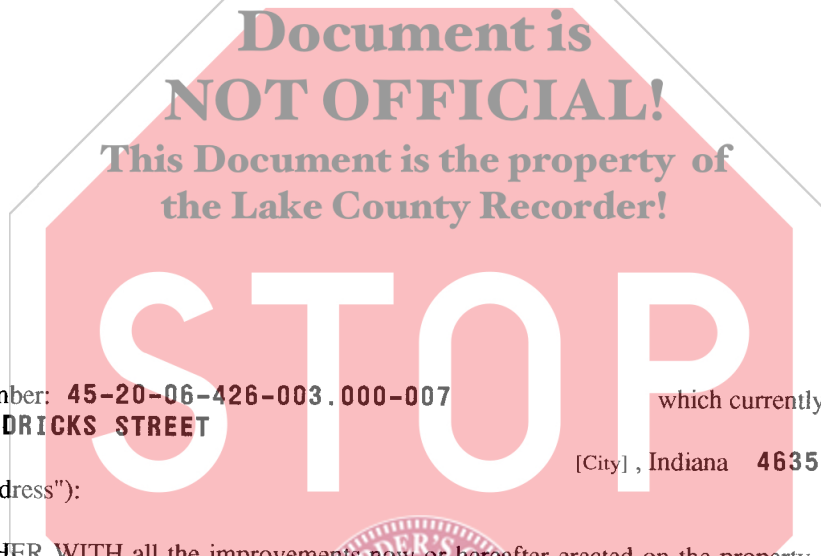 Document is
NOT OFFICIAL!
This Document is the property of
the Lake County Recorder!
STOP
nber: 45-20-06-426-003.000-007 which currently
DRICKS STREET
[City] , Indiana 4635
dress"):
HER WITH all the improvements now or hereafter erected on the property
DER'S